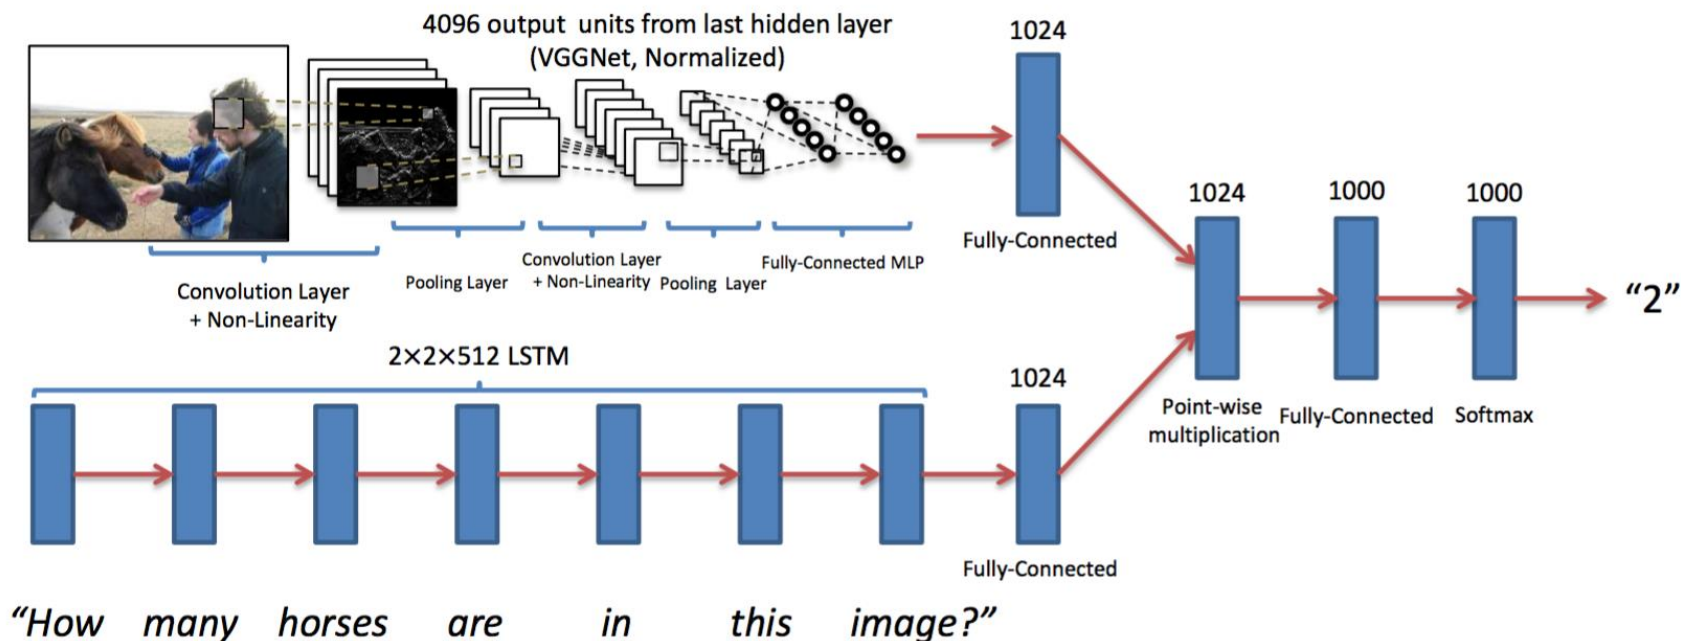 4096 output units from last hidden layer
(VGGNet, Normalized)
Convolution Layer
+ Non-Linearity
Pooling Layer
Convolution Layer
+ Non-Linearity
Pooling Layer
Fully-Connected MLP
1024
Fully-Connected
2×2×512 LSTM
1024
Fully-Connected
1024
Point-wise
multiplication
1000
Fully-Connected
1000
Softmax
“2”
“How many horses are in this image?”